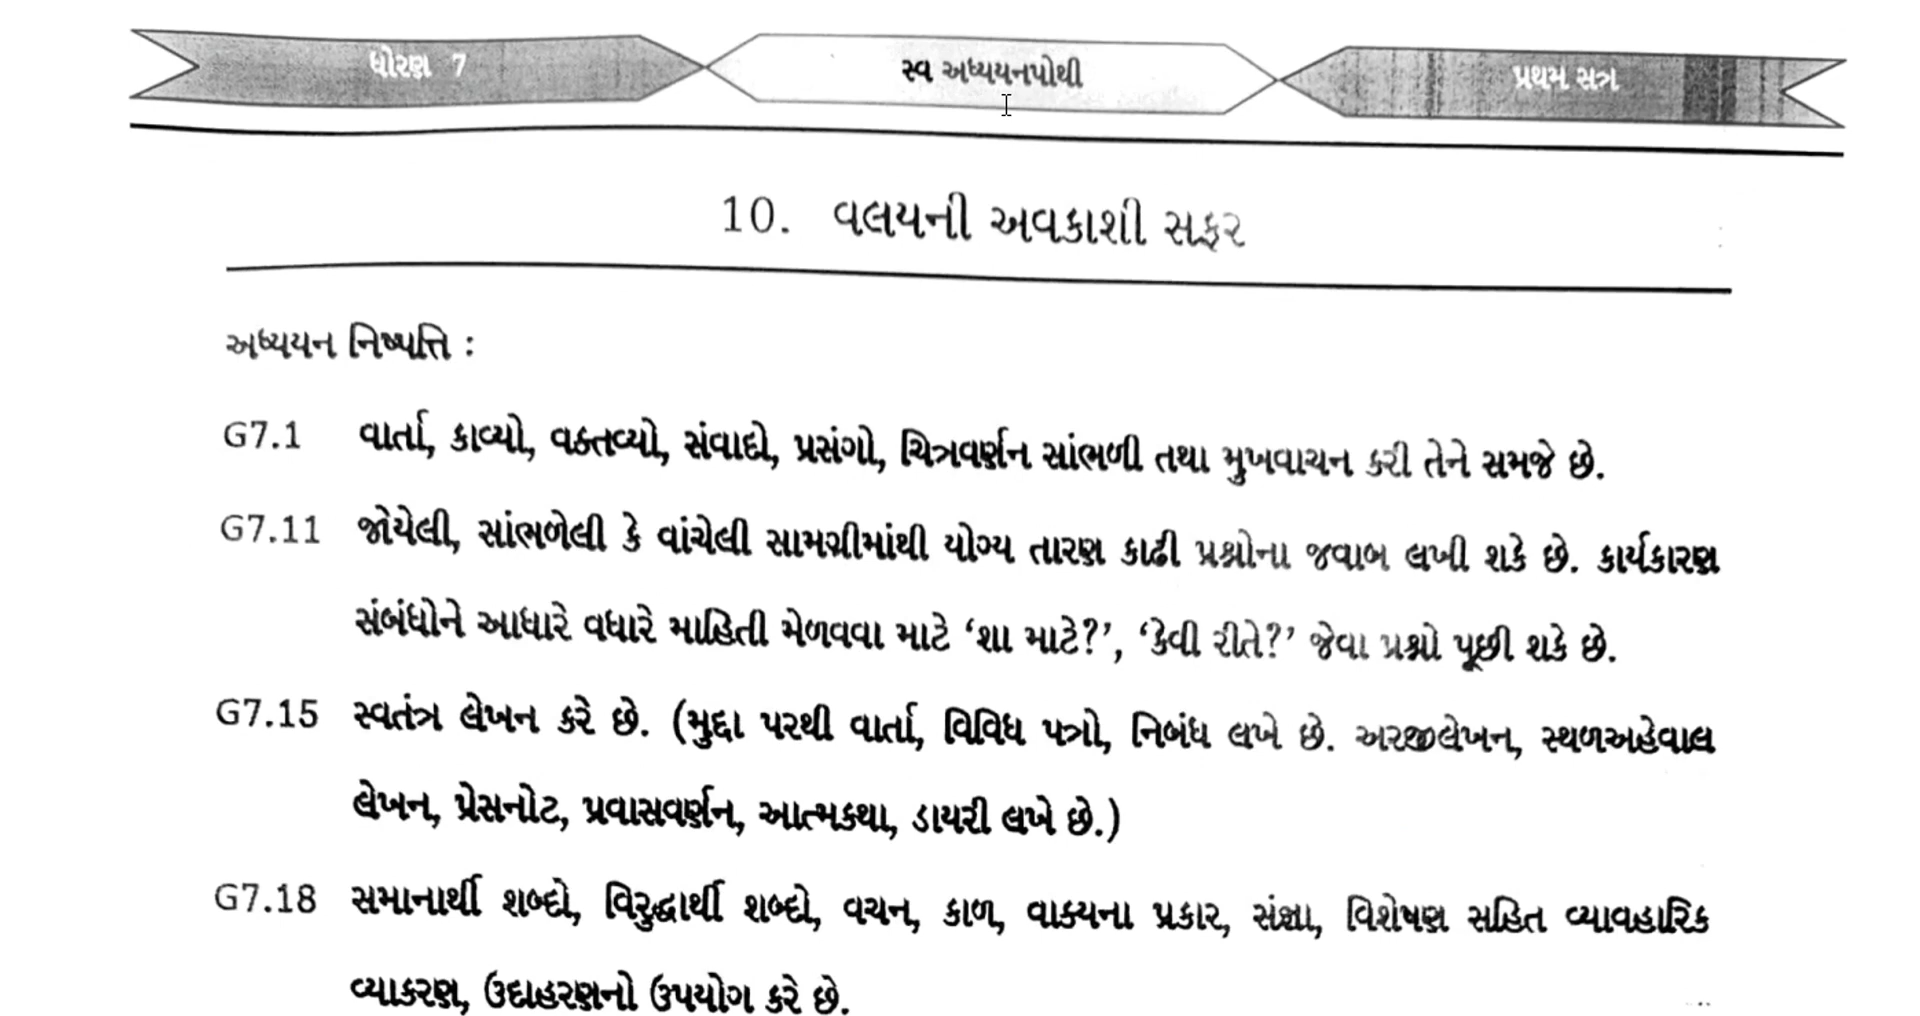 ધોરણ 7
સ્વ અધ્યયનપોથી
પ્રથમ સત્ર
10. વલયની અવકાશી સફર
અધ્યયન નિષ્પત્તિ :
G7.1 વાર્તા, કાવ્યો, વક્તવ્યો, સંવાદો, પ્રસંગો, ચિત્રવર્ણન સાંભળી તથા મુખવાચન કરી તેને સમજે છે.
G7.11 જોયેલી, સાંભળેલી કે વાંચેલી સામગ્રીમાંથી યોગ્ય તારણ કાઢી પ્રશ્નોના જવાબ લખી શકે છે. કાર્યકારણ
સંબંધોને આધારે વધારે માહિતી મેળવવા માટે ‘શા માટે?’, ‘કેવી રીતે?’ જેવા પ્રશ્નો પૂછી શકે છે.
G7.15 સ્વતંત્ર લેખન કરે છે. (મુદ્દા પરથી વાર્તા, વિવિધ પત્રો, નિબંધ લખે છે. અરજીલેખન, સ્થળઅહેવાલ
લેખન, પ્રેસનોટ, પ્રવાસવર્ણન, આત્મકથા, ડાયરી લખે છે.)
G7.18 સમાનાર્થી શબ્દો, વિરુદ્ધાર્થી શબ્દો, વચન, કાળ, વાક્યના પ્રકાર, સંજ્ઞા, વિશેષણ સહિત વ્યાવહારિક
વ્યાકરણ, ઉદાહરણનો ઉપયોગ કરે છે.